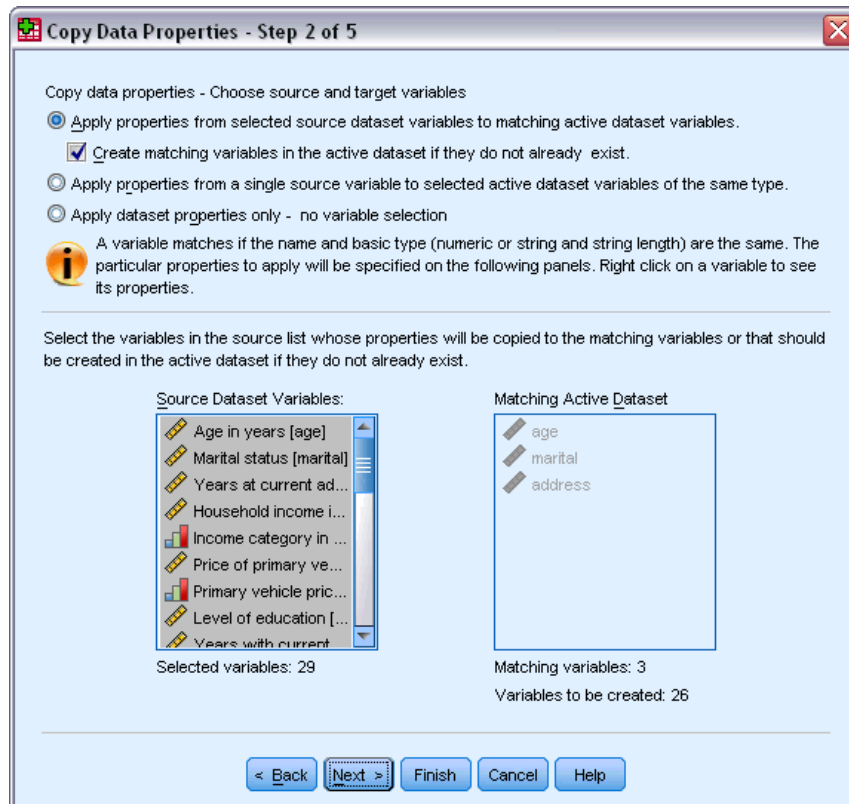 Copy Data Properties - Step 2 of 5
Copy data properties - Choose source and target variables
Apply properties from selected source dataset variables to matching active dataset variables.
Create matching variables in the active dataset if they do not already exist.
Apply properties from a single source variable to selected active dataset variables of the same type.
Apply dataset properties only - no variable selection
A variable matches if the name and basic type (numeric or string and string length) are the same. The
particular properties to apply will be specified on the following panels. Right click on a variable to see
its properties.
Select the variables in the source list whose properties will be copied to the matching variables or that should
be created in the active dataset if they do not already exist.
Source Dataset Variables:
Age in years [age]
Marital status [marital]
Years at current ad...
Household income i...
Income category in ...
Price of primary ve...
Primary vehicle pric...
Level of education [...
Years with current
Selected variables: 29
Matching Active Dataset
age
marital
address
Matching variables: 3
Variables to be created: 26
< Back
Next >
Finish
Cancel
Help